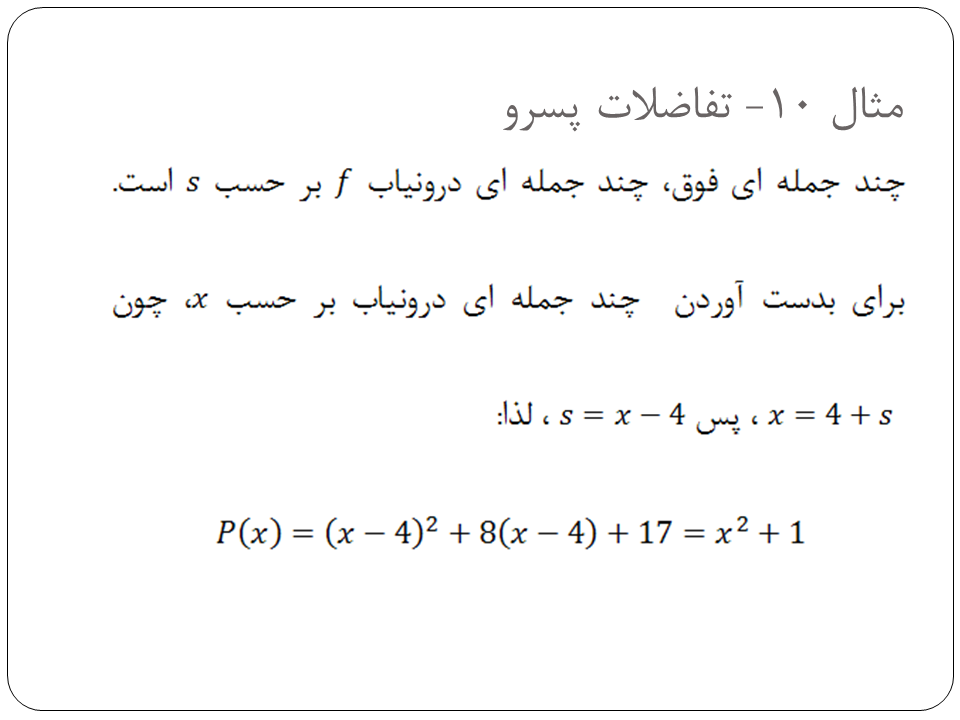 مثال ۱۰- تفاضلات پسرو
چند جمله ای فوق، چند جمله ای درونیاب f بر حسب s است.
برای بدست آوردن چند جمله ای درونیاب بر حسب x، چون
x = 4 + s ، پس s = x − 4 ، لذا:
P(x) = (x − 4)² + 8(x − 4) + 17 = x² + 1